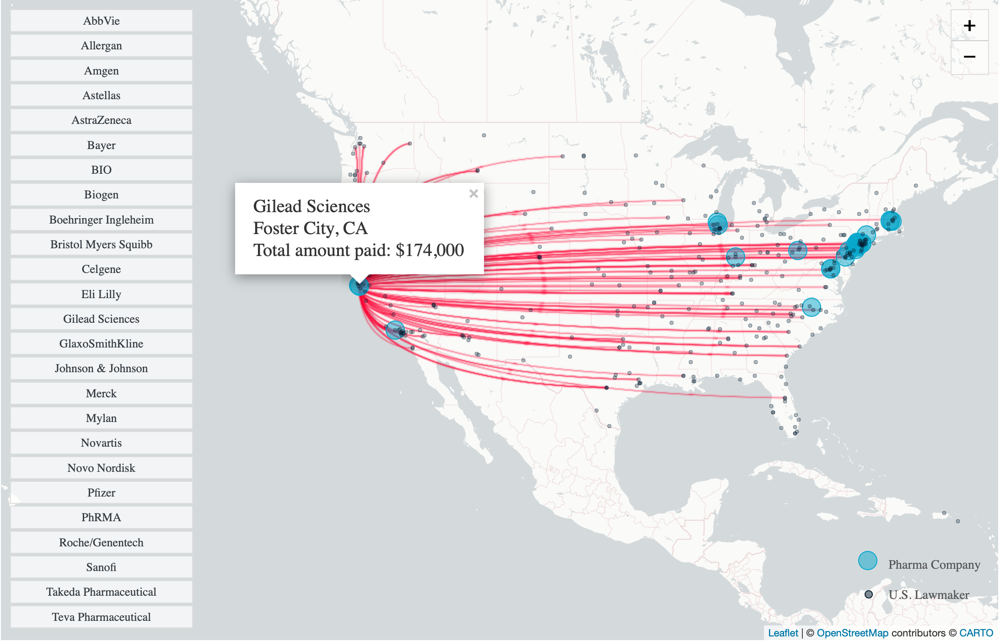 AbbVie
Allergan
Amgen
Astellas
AstraZeneca
Bayer
BIO
Biogen
Boehringer Ingleheim
Bristol Myers Squibb
Celgene
Eli Lilly
Gilead Sciences
GlaxoSmithKline
Johnson & Johnson
Merck
Mylan
Novartis
Novo Nordisk
Pfizer
PhRMA
Roche/Genentech
Sanofi
Takeda Pharmaceutical
Teva Pharmaceutical
Gilead Sciences
Foster City, CA
Total amount paid: $174,000
×
+
−
Pharma Company
U.S. Lawmaker
Leaflet | © OpenStreetMap contributors © CARTO